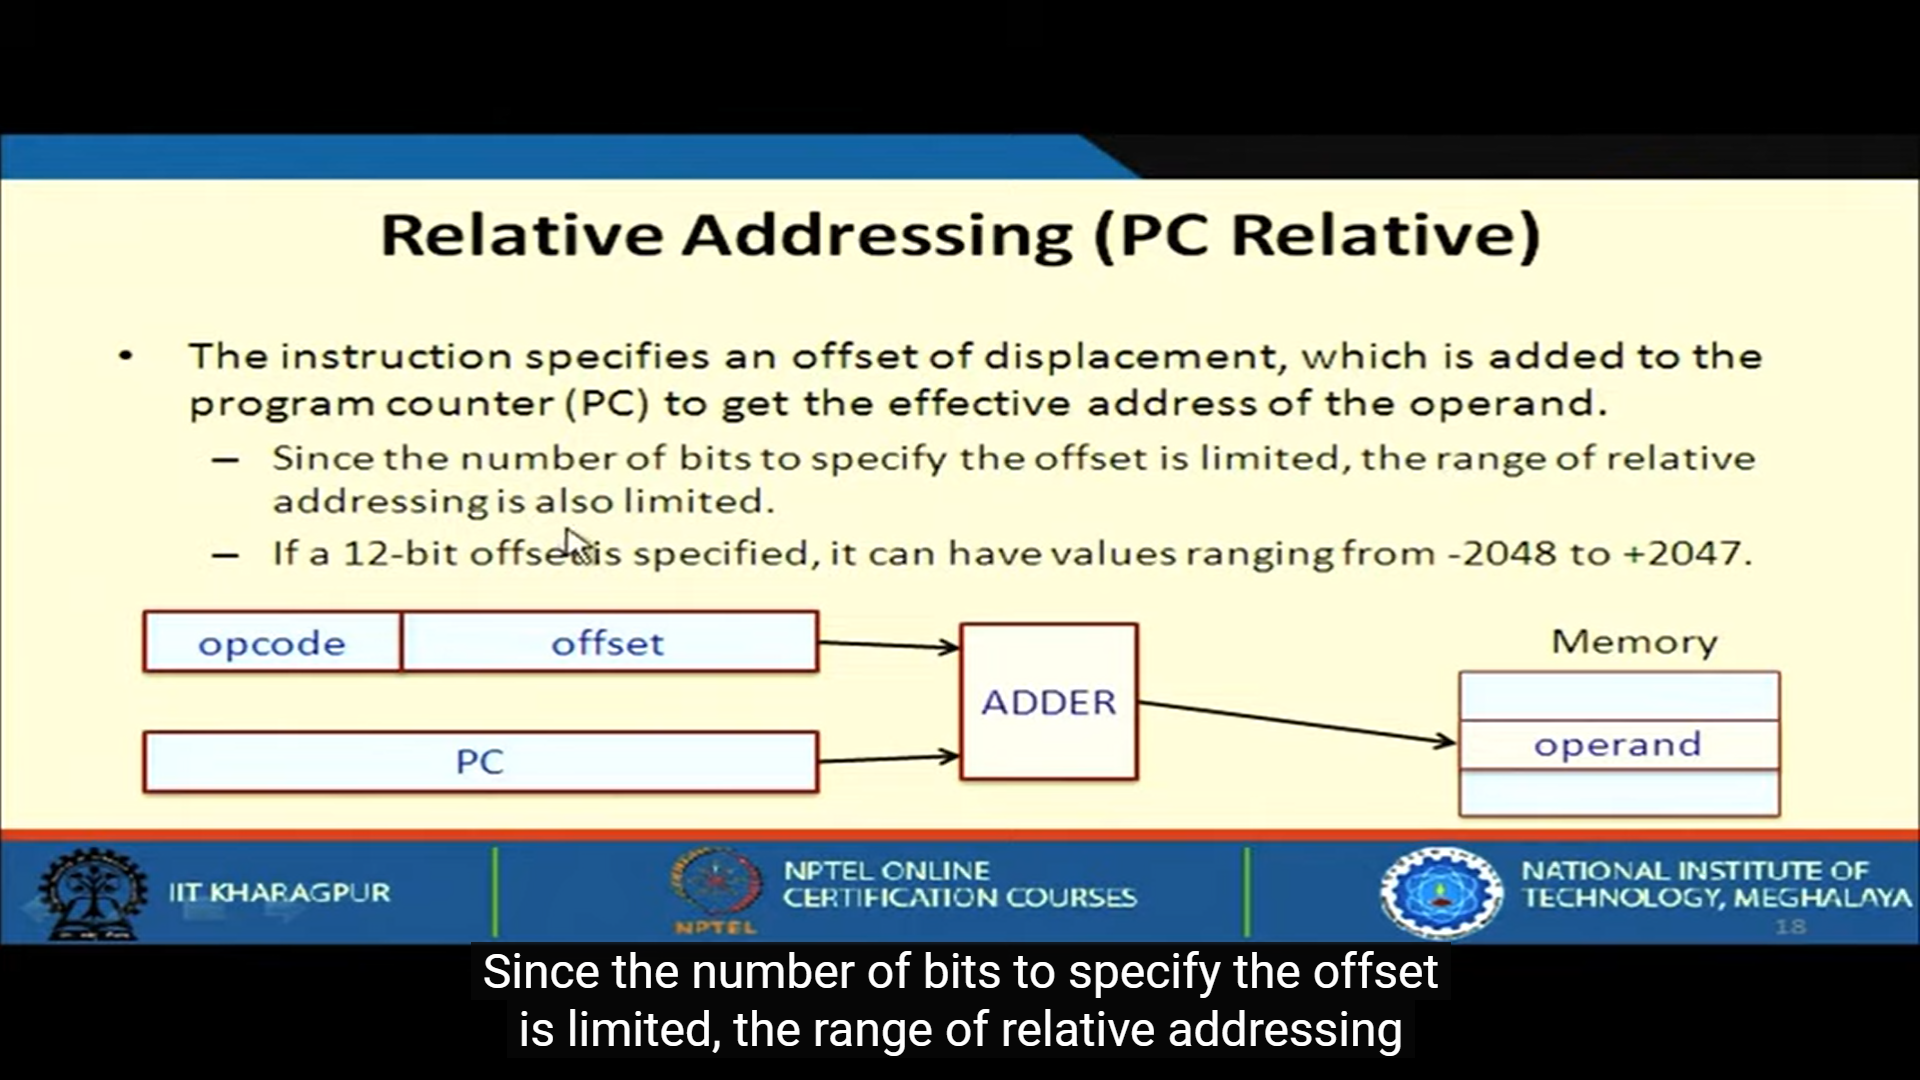 Relative Addressing (PC Relative)
• The instruction specifies an offset of displacement, which is added to the
program counter (PC) to get the effective address of the operand.
– Since the number of bits to specify the offset is limited, the range of relative
addressing is also limited.
– If a 12-bit offset is specified, it can have values ranging from -2048 to +2047.
opcode offset
PC
ADDER
Memory
operand
IIT KHARAGPUR
NPTEL
NPTEL ONLINE
CERTIFICATION COURSES
NATIONAL INSTITUTE OF
TECHNOLOGY, MEGHALAYA
18
Since the number of bits to specify the offset
is limited, the range of relative addressing